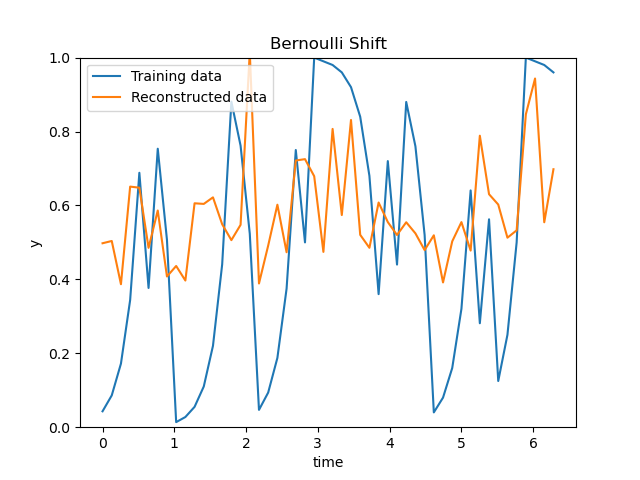 Bernoulli Shift
Training data
Reconstructed data
1.0
0.8
0.6
0.4
0.2
0.0
y
0 1 2 3 4 5 6
time